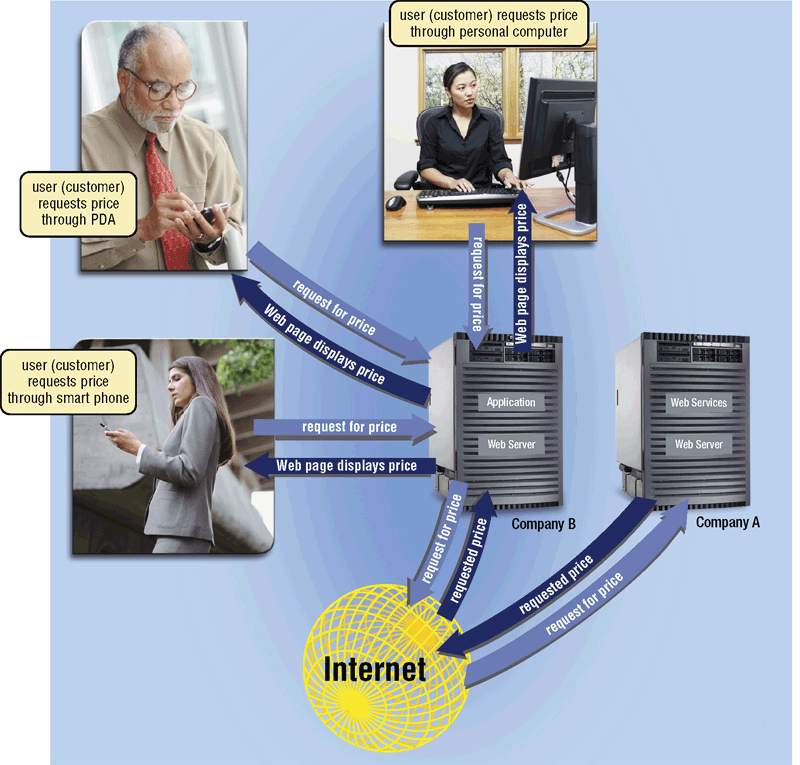 user (customer) requests price
through personal computer
user (customer)
requests price
through PDA
request for price
Web page displays price
request for price
Web page displays price
user (customer)
requests price
through smart phone
request for price
Web page displays price
Application
Web Server
Company B
Web Services
Web Server
Company A
request for price
requested price
requested price
request for price
Internet